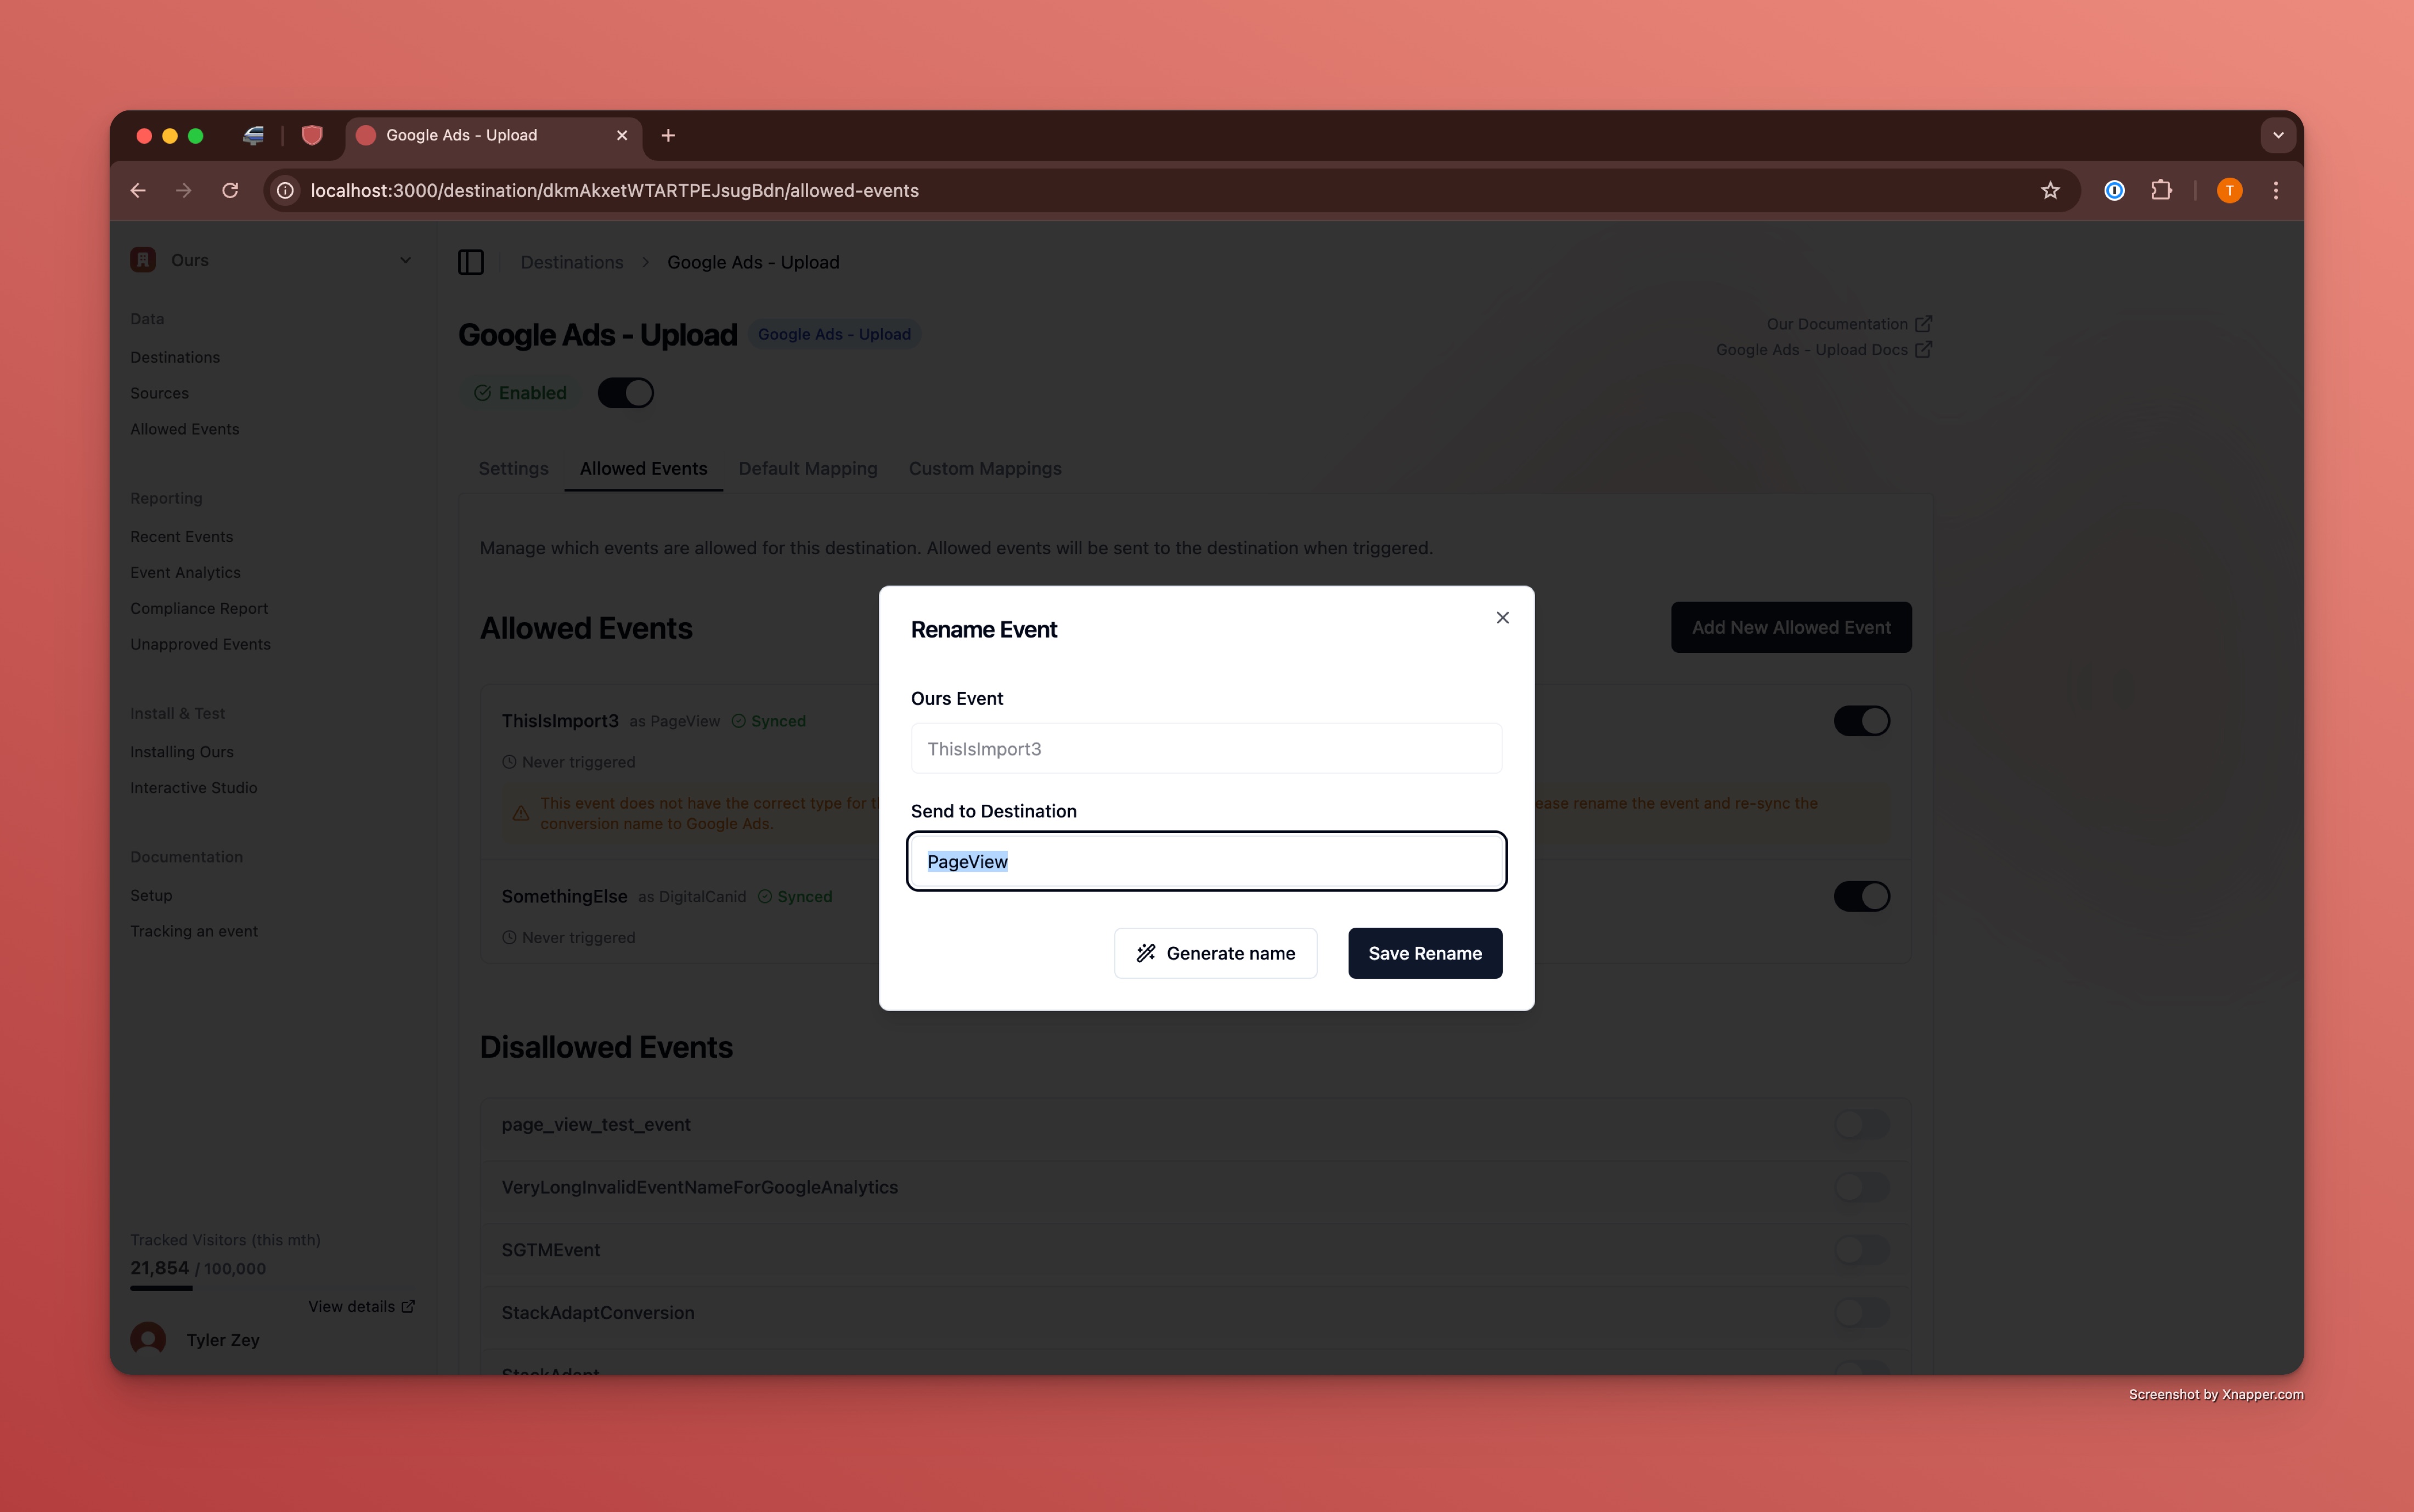 Google Ads - Upload
localhost:3000/destination/dkmAkxetWTARTPEJsugBdn/allowed-events
T
Ours
Data
Destinations
Sources
Allowed Events
Reporting
Recent Events
Event Analytics
Compliance Report
Unapproved Events
Install & Test
Installing Ours
Interactive Studio
Documentation
Setup
Tracking an event
Tracked Visitors (this mth)
21,854 / 100,000
View details
Tyler Zey
Destinations > Google Ads - Upload
Google Ads - Upload Google Ads - Upload
Our Documentation
Google Ads - Upload Docs
Enabled
Settings Allowed Events Default Mapping Custom Mappings
Manage which events are allowed for this destination. Allowed events will be sent to the destination when triggered.
Allowed Events
Add New Allowed Event
ThisIsImport3 as PageView Synced
Never triggered
This event does not have the correct type for ease rename the event and re-sync the
conversion name to Google Ads.
SomethingElse as DigitalCanid Synced
Never triggered
Rename Event
Ours Event
ThisIsImport3
Send to Destination
PageView
Generate name Save Rename
Disallowed Events
page_view_test_event
VeryLongInvalidEventNameForGoogleAnalytics
SGTMEvent
StackAdaptConversion
StackAdapt
Screenshot by Xnapper.com